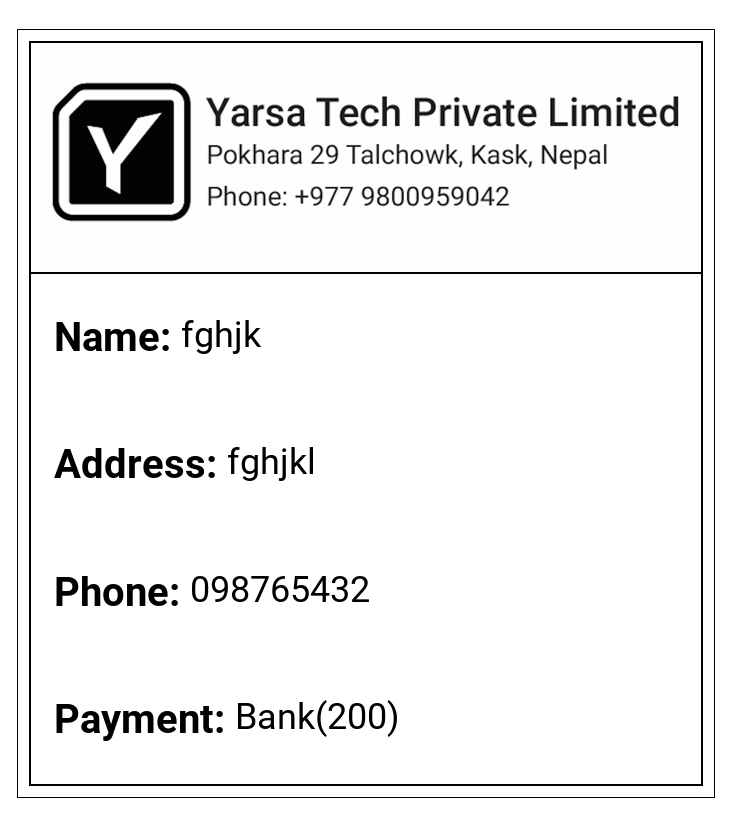 Y
Yarsa Tech Private Limited
Pokhara 29 Talchowk, Kask, Nepal
Phone: +977 9800959042
Name: fghjk
Address: fghjkl
Phone: 098765432
Payment: Bank(200)